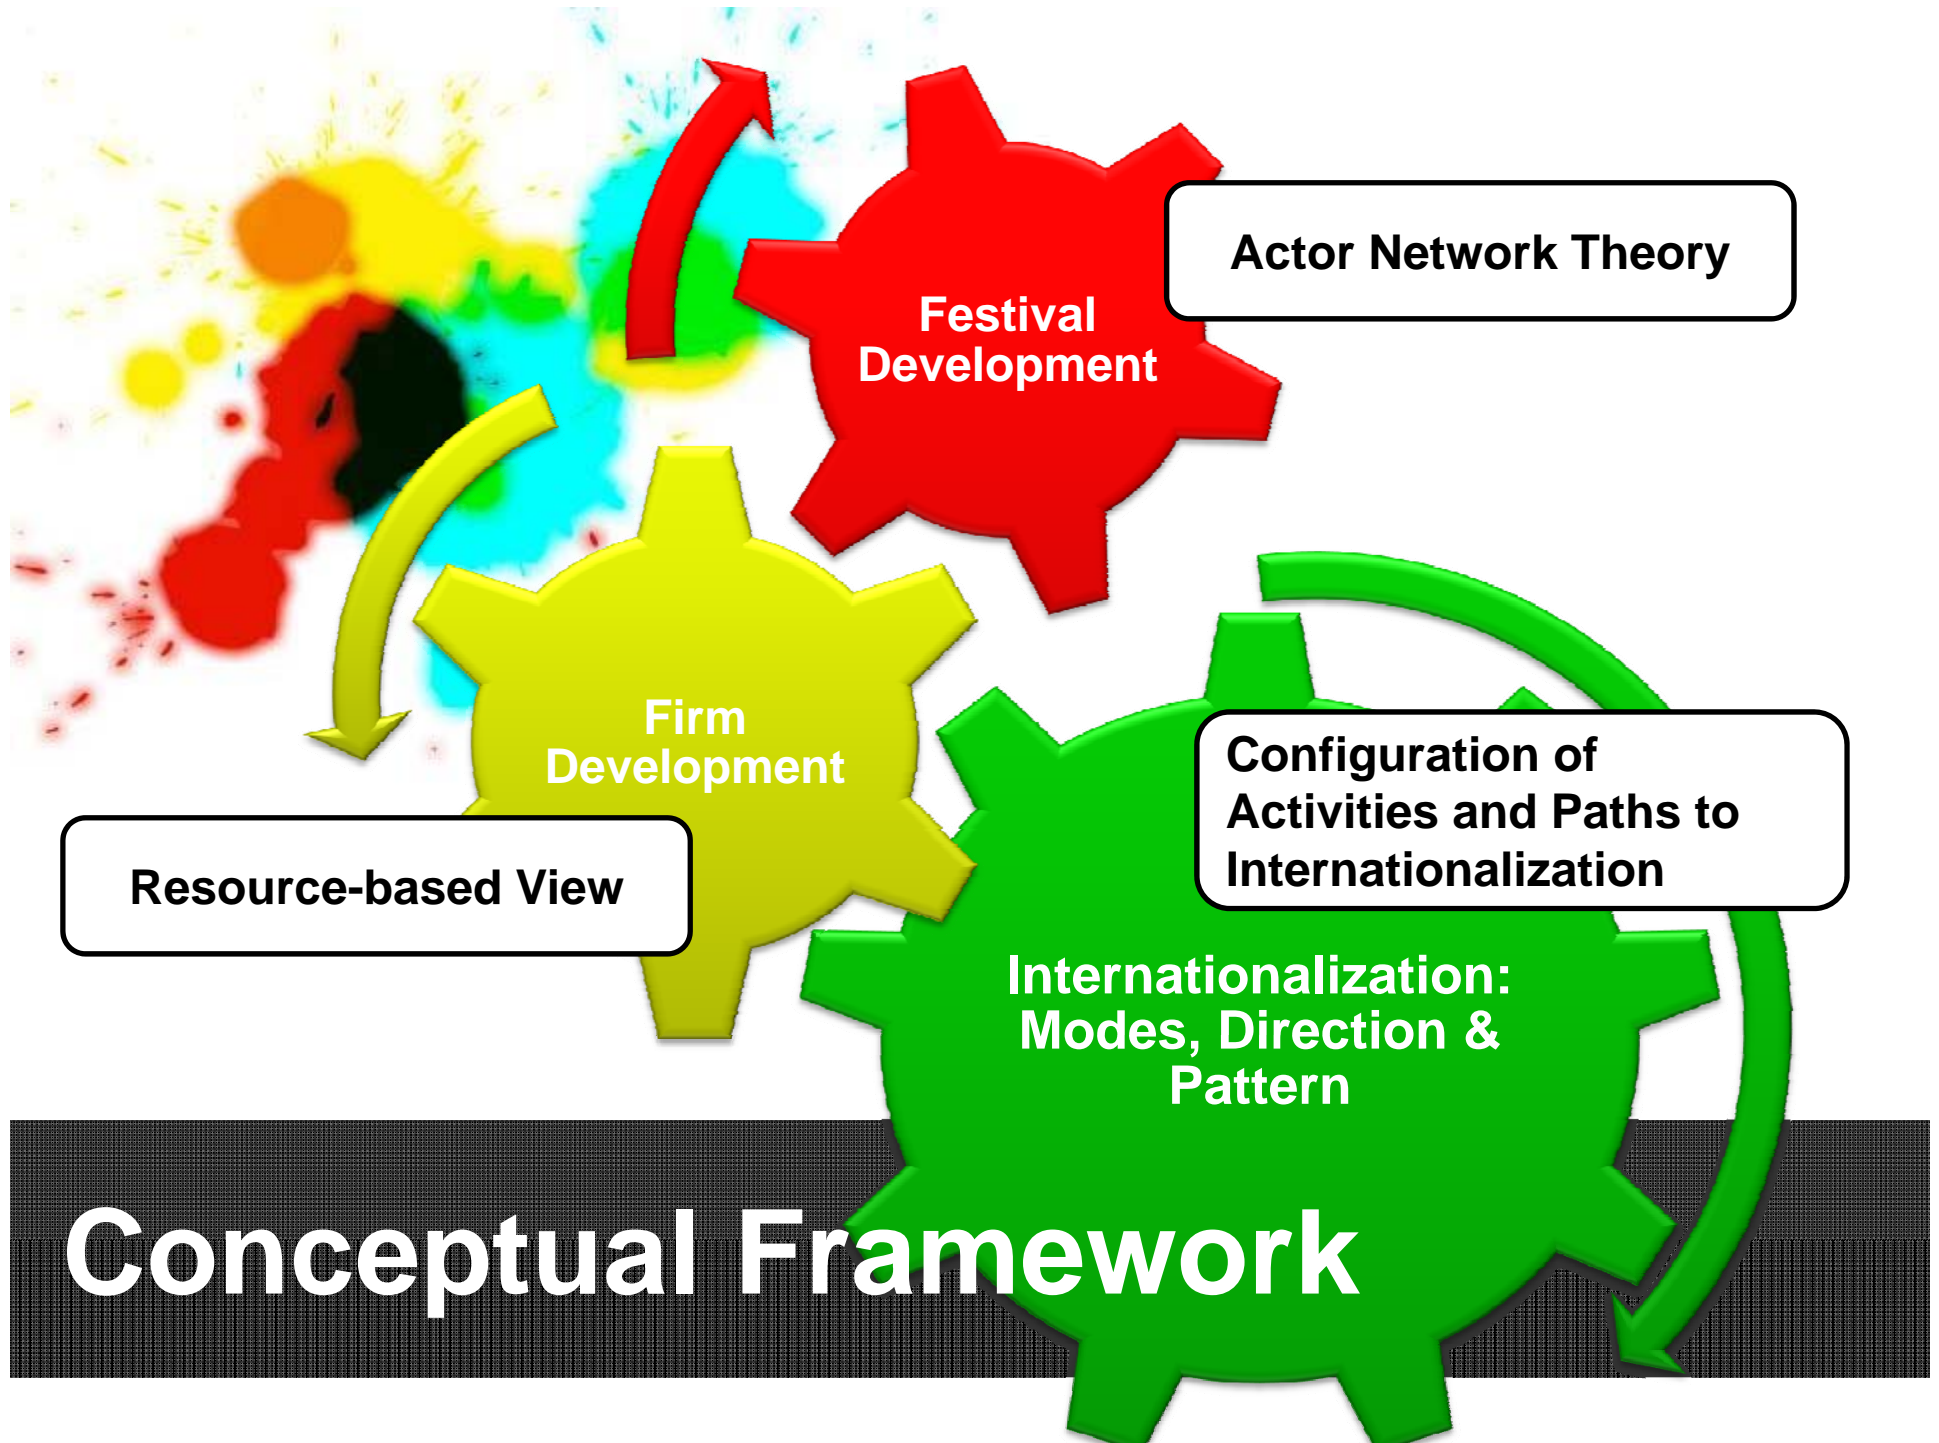 Actor Network Theory
Festival
Development
Firm
Development
Resource-based View
Configuration of
Activities and Paths to
Internationalization
Internationalization:
Modes, Direction &
Pattern
Conceptual Framework